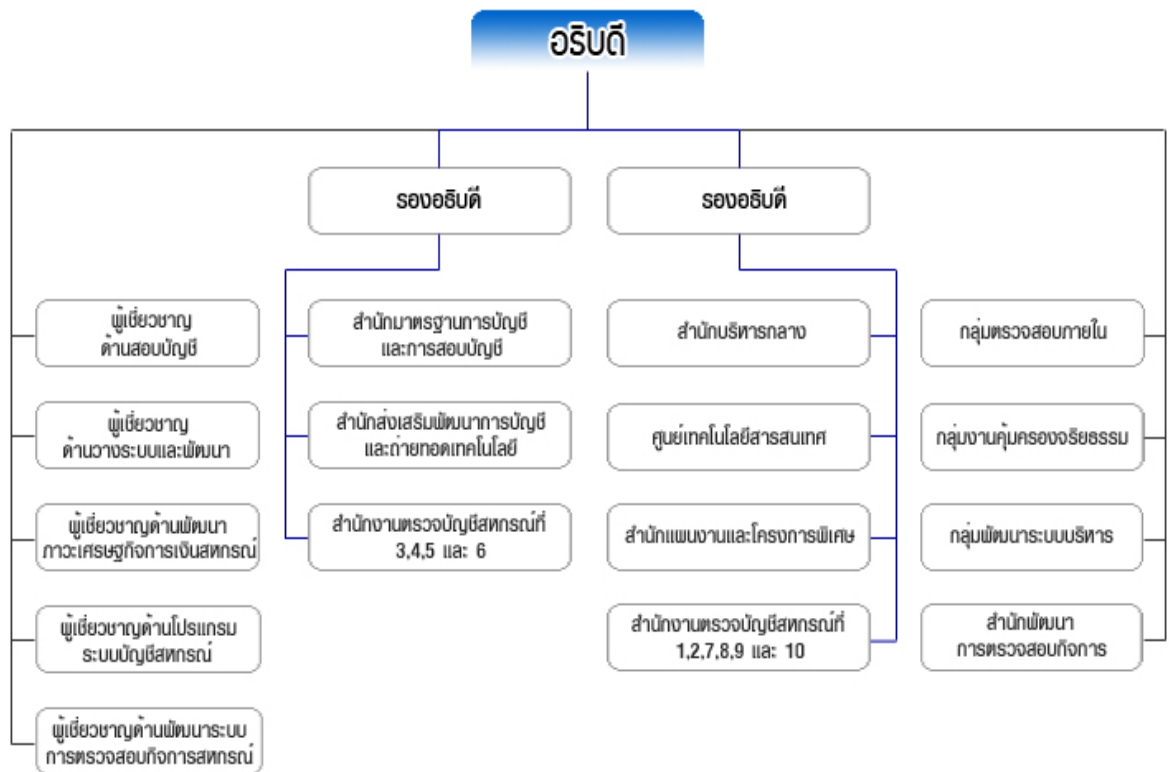 อธิบดี
รองอธิบดี
รองอธิบดี
ผู้เชี่ยวชาญ
ด้านสอบบัญชี
ผู้เชี่ยวชาญ
ด้านวางระบบและพัฒนา
ผู้เชี่ยวชาญด้านพัฒนา
ภาวะเศรษฐกิจการเงินสหกรณ์
ผู้เชี่ยวชาญด้านโปรแกรม
ระบบบัญชีสหกรณ์
ผู้เชี่ยวชาญด้านพัฒนาระบบ
การตรวจสอบกิจการสหกรณ์
สำนักมาตรฐานการบัญชี
และการสอบบัญชี
สำนักส่งเสริมพัฒนาการบัญชี
และถ่ายทอดเทคโนโลยี
สำนักงานตรวจบัญชีสหกรณ์ที่
3,4,5 และ 6
สำนักบริหารกลาง
ศูนย์เทคโนโลยีสารสนเทศ
สำนักแผนงานและโครงการพิเศษ
สำนักงานตรวจบัญชีสหกรณ์ที่
1,2,7,8,9 และ 10
กลุ่มตรวจสอบภายใน
กลุ่มงานคุ้มครองจริยธรรม
กลุ่มพัฒนาระบบบริหาร
สำนักพัฒนา
การตรวจสอบกิจการ